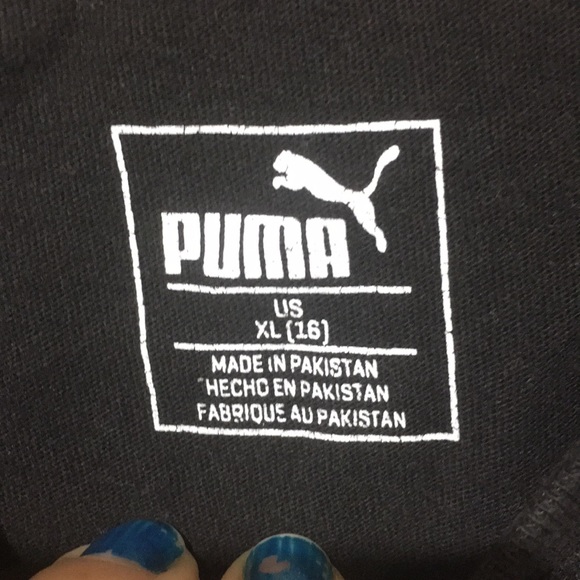 PUMA
US
XL (16)
MADE IN PAKISTAN
HECHO EN PAKISTAN
FABRIQUE AU PAKISTAN